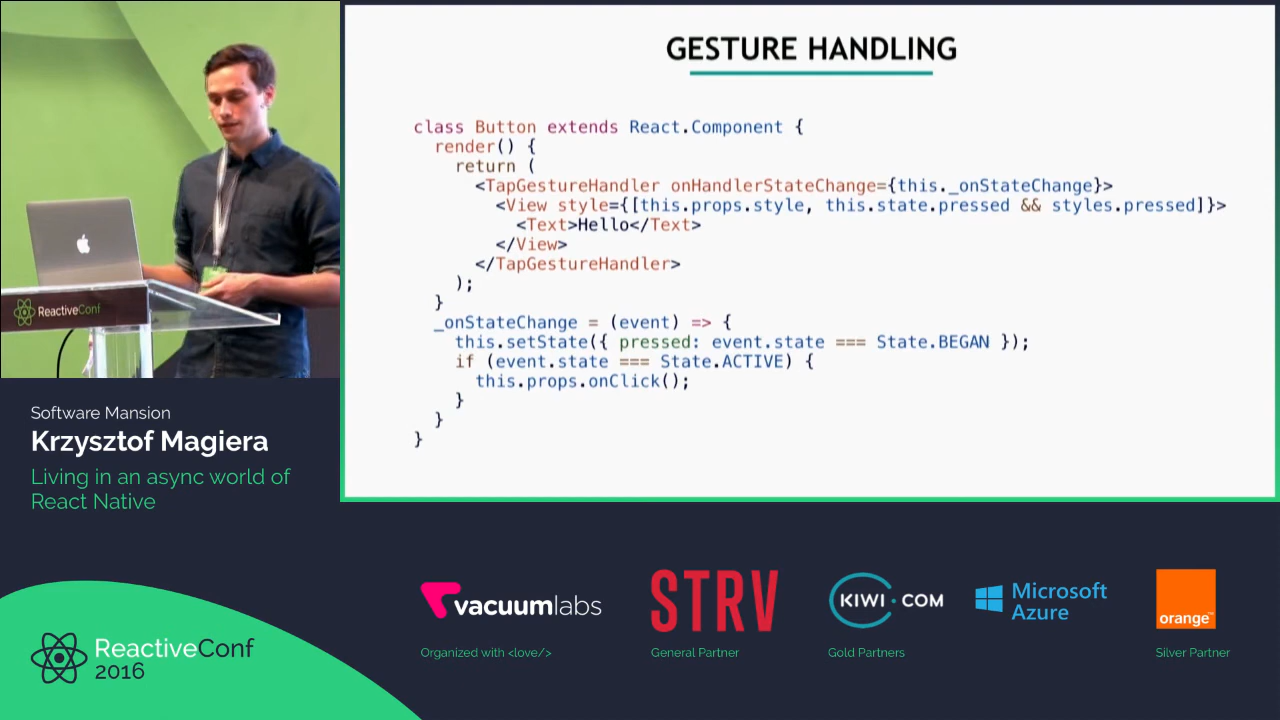 GESTURE HANDLING
class Button extends React.Component {
  render() {
    return (
      <TapGestureHandler onHandlerStateChange={this._onStateChange}>
        <View style={[this.props.style, this.state.pressed && styles.pressed]}>
          <Text>Hello</Text>
        </View>
      </TapGestureHandler>
    );
  }
  _onStateChange = (event) => {
    this.setState({ pressed: event.state === State.BEGAN });
    if (event.state === State.ACTIVE) {
      this.props.onClick();
    }
  }
}
ReactiveConf
Software Mansion
Krzysztof Magiera
Living in an async world of
React Native
vacuumlabs
Organized with <love/>
STRV
General Partner
KIWI.COM
Gold Partners
Microsoft
Azure
orange™
Silver Partner
ReactiveConf
2016